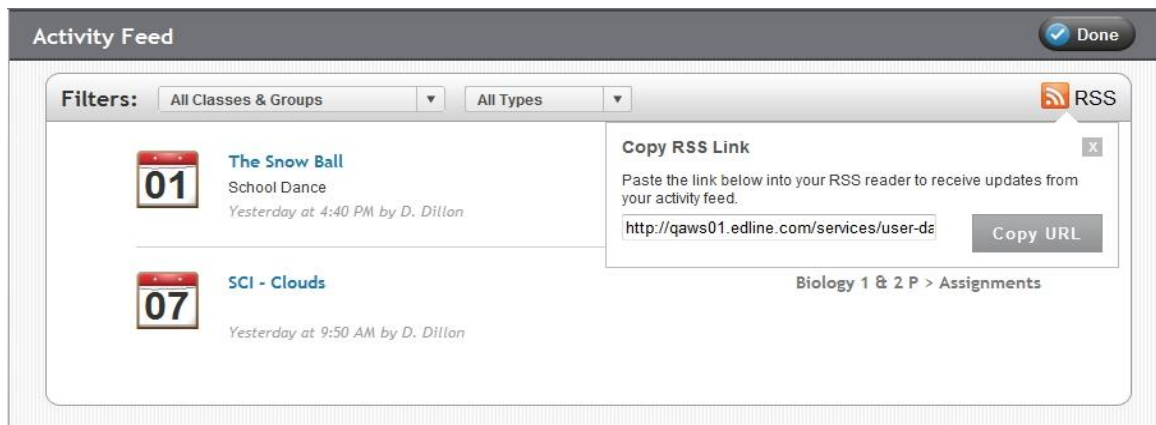 Activity Feed
Done
Filters:
All Classes & Groups
All Types
RSS
Copy RSS Link
X
Paste the link below into your RSS reader to receive updates from
your activity feed.
http://qaws01.edline.com/services/user-da
Copy URL
01
The Snow Ball
School Dance
Yesterday at 4:40 PM by D. Dillon
07
SCI - Clouds
Biology 1 & 2 P > Assignments
Yesterday at 9:50 AM by D. Dillon